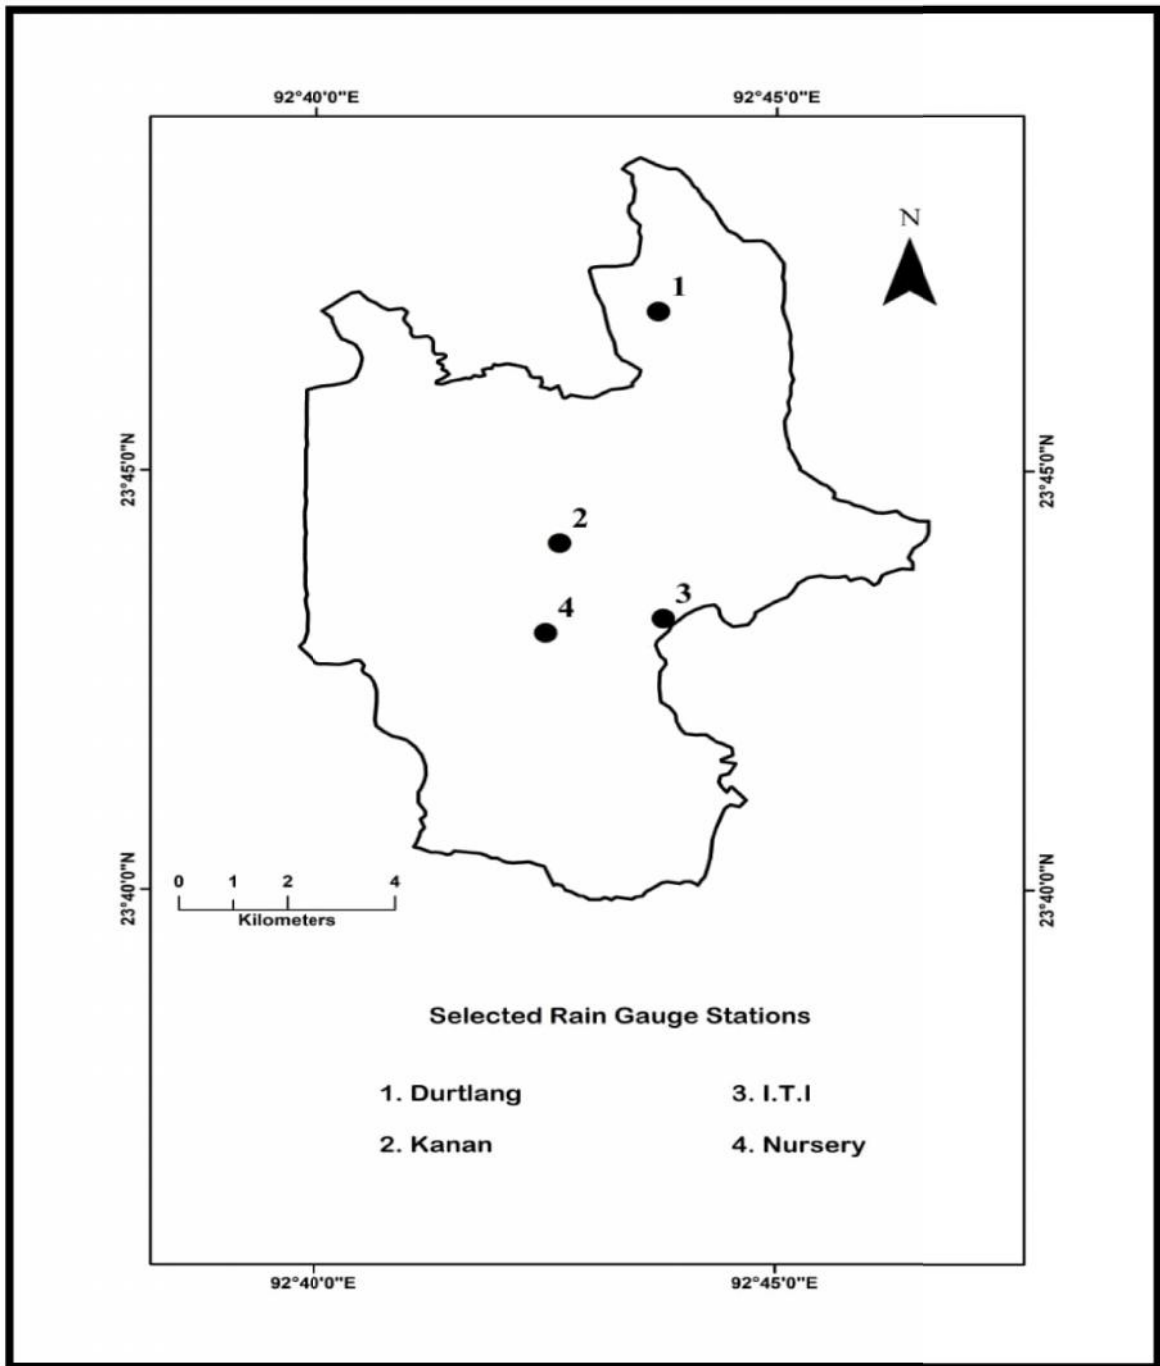 92°40'0"E 92°45'0"E
N
1
23°45'0"N 23°45'0"N
2
3
4
0 1 2 4
Kilometers
23°40'0"N 23°40'0"N
Selected Rain Gauge Stations
1. Durtlang 3. I.T.I
2. Kanan 4. Nursery
92°40'0"E 92°45'0"E